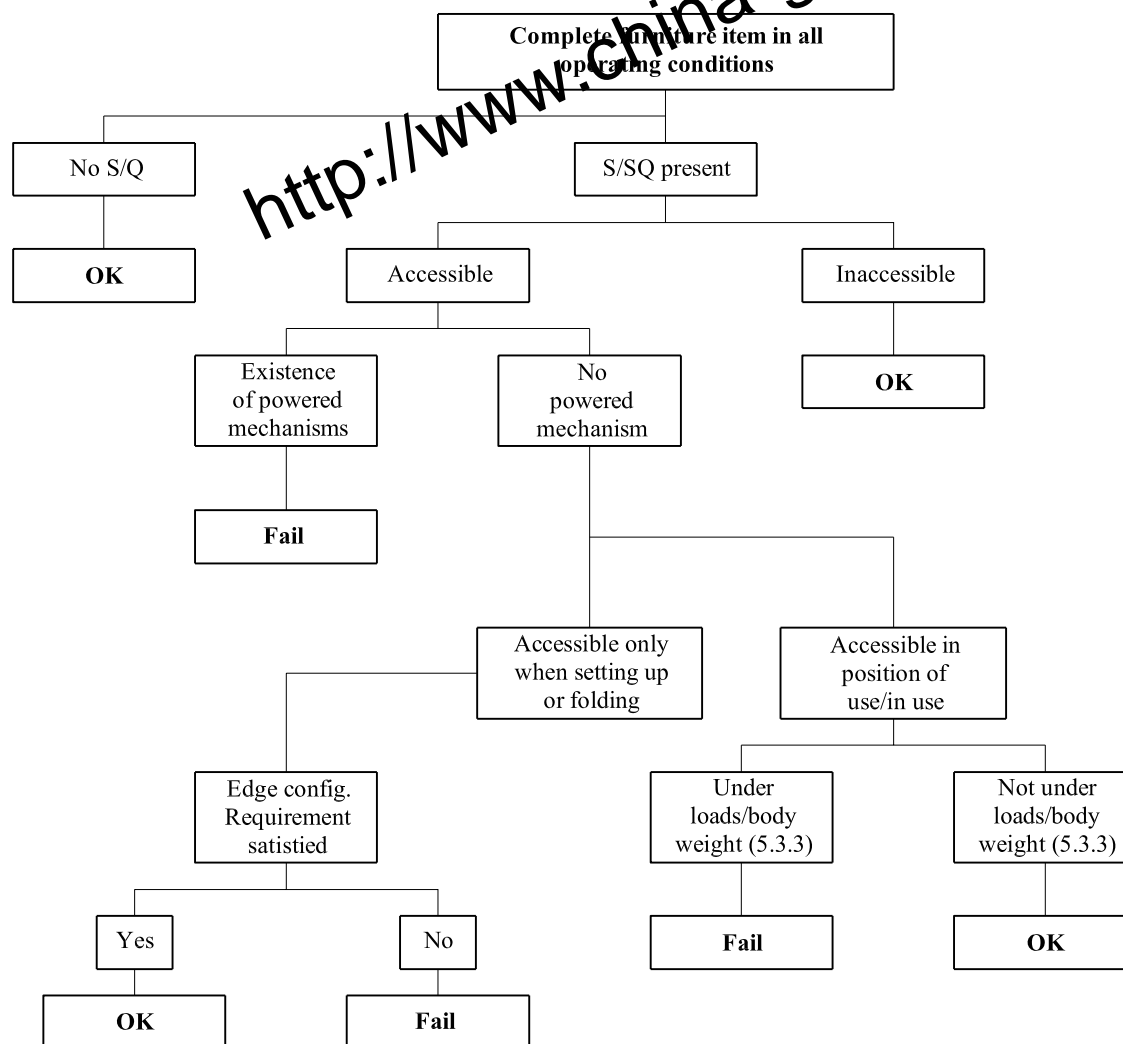 Complete furniture item in all
operating conditions
http://www.china-g
No S/Q
S/SQ present
OK
Accessible
Inaccessible
Existence
of powered
mechanisms
No
powered
mechanism
OK
Fail
Accessible only
when setting up
or folding
Accessible in
position of
use/in use
Edge config.
Requirement
satistied
Under
loads/body
weight (5.3.3)
Not under
loads/body
weight (5.3.3)
Yes
No
Fail
OK
OK
Fail